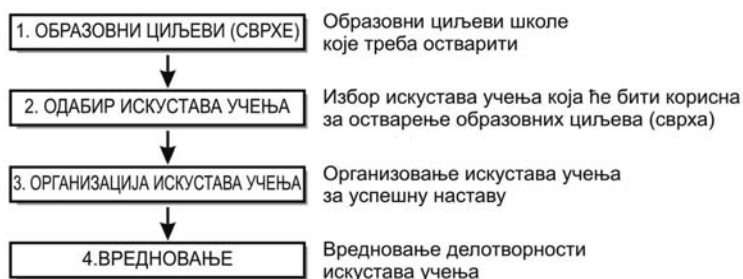 1. ОБРАЗОВНИ ЦИЉЕВИ (СВРХЕ)
Образовни циљеви школе
које треба остварити
2. ОДАБИР ИСКУСТАВА УЧЕЊА
Избор искустава учења која ће бити корисна
за остварење образовних циљева (сврха)
3. ОРГАНИЗАЦИЈА ИСКУСТАВА УЧЕЊА
Организовање искустава учења
за успешну наставу
4.ВРЕДНОВАЊЕ
Вредновање делотворности
искустава учења